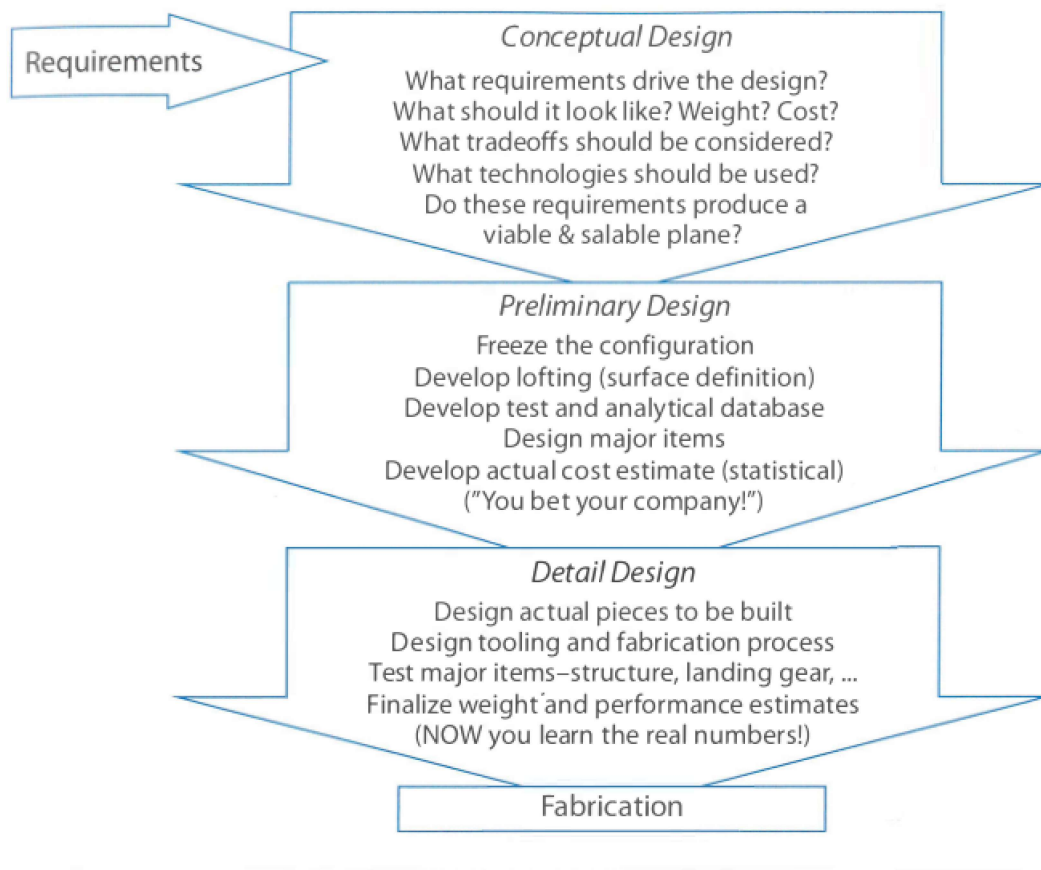 Requirements
Conceptual Design
What requirements drive the design?
What should it look like? Weight? Cost?
What tradeoffs should be considered?
What technologies should be used?
Do these requirements produce a
viable & salable plane?
Preliminary Design
Freeze the configuration
Develop lofting (surface definition)
Develop test and analytical database
Design major items
Develop actual cost estimate (statistical)
("You bet your company!")
Detail Design
Design actual pieces to be built
Design tooling and fabrication process
Test major items–structure, landing gear, ...
Finalize weight and performance estimates
(NOW you learn the real numbers!)
Fabrication